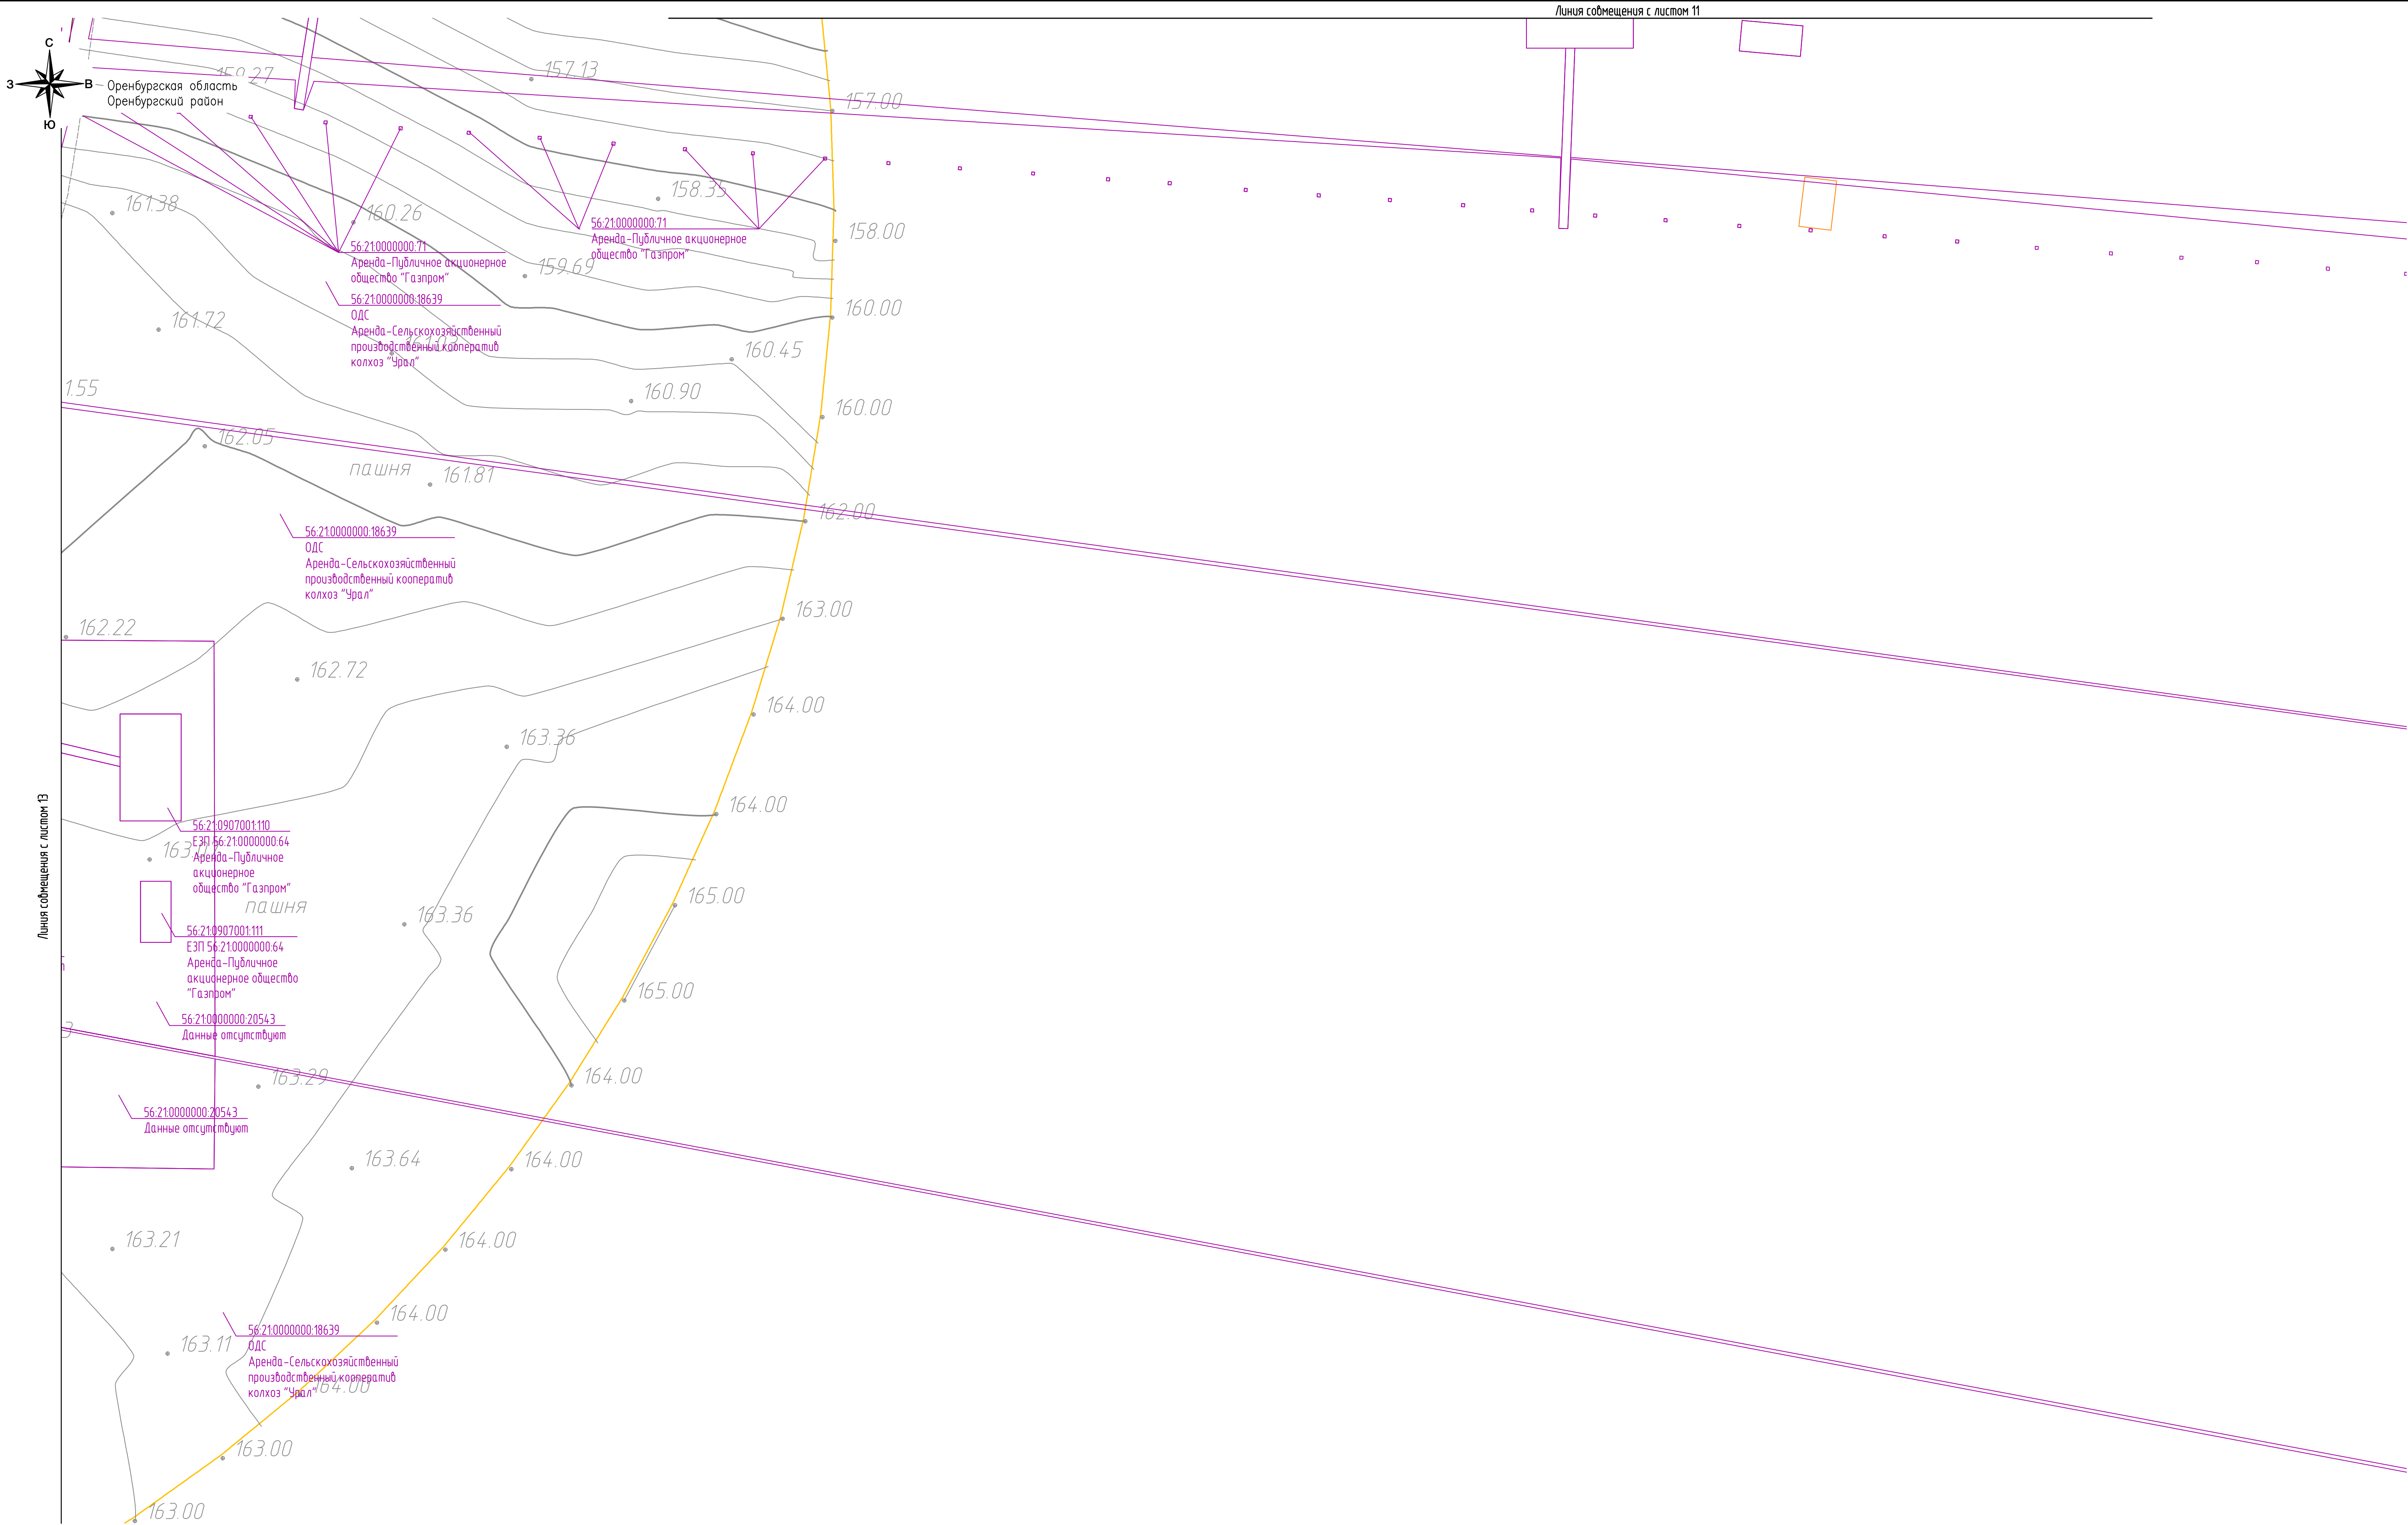 Линия совмещения с листом 11
С
З
В
Ю
Оренбургская область
Оренбургский район
159.27
157.13
157.00
161.38
160.26
158.35
158.00
56:21:0000000:71
Аренда-Публичное акционерное
общество "Газпром"
56:21:0000000:71
Аренда-Публичное акционерное
общество "Газпром"
159.69
56:21:0000000:18639
ОДС
Аренда-Сельскохозяйственный
производственный кооператив
колхоз "Урал"
160.00
161.72
160.45
1.55
160.90
160.00
162.05
пашня
161.81
162.00
56:21:0000000:18639
ОДС
Аренда-Сельскохозяйственный
производственный кооператив
колхоз "Урал"
163.00
162.22
162.72
164.00
163.36
164.00
Линия совмещения с листом 13
56:21:0907001:110
ЕЗП 56:21:0000000:64
Аренда-Публичное
акционерное
общество "Газпром"
165.00
пашня
163.36
56:21:0907001:111
ЕЗП 56:21:0000000:64
Аренда-Публичное
акционерное общество
"Газпром"
165.00
56:21:0000000:20543
Данные отсутствуют
3
163.29
164.00
56:21:0000000:20543
Данные отсутствуют
163.64
164.00
163.21
164.00
164.00
56:21:0000000:18639
ОДС
Аренда-Сельскохозяйственный
производственный кооператив
колхоз "Урал"
163.11
164.00
163.00
163.00